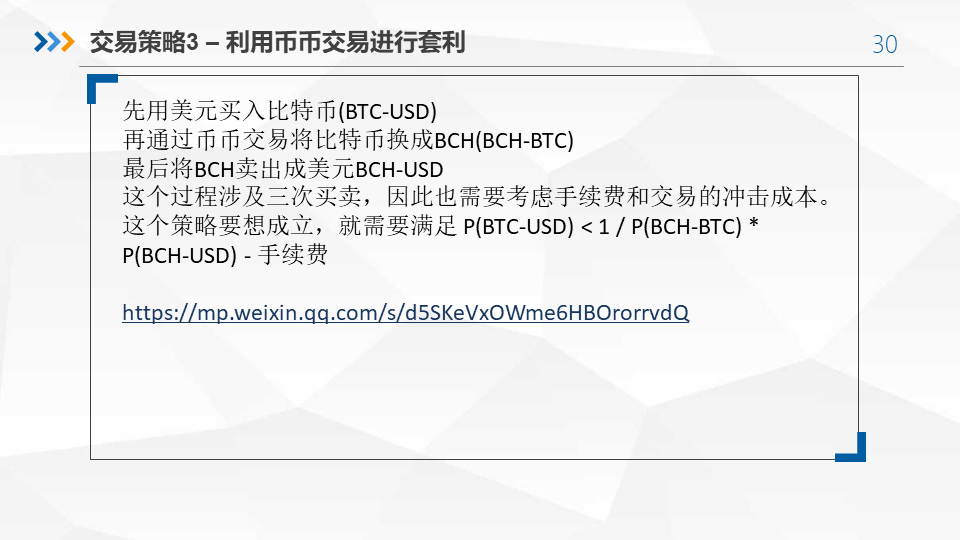 交易策略3 – 利用币币交易进行套利
30
先用美元买入比特币(BTC-USD)
再通过币币交易将比特币换成BCH(BCH-BTC)
最后将BCH卖出成美元BCH-USD
这个过程涉及三次买卖，因此也需要考虑手续费和交易的冲击成本。
这个策略要想成立，就需要满足 P(BTC-USD) < 1 / P(BCH-BTC) *
P(BCH-USD) - 手续费
https://mp.weixin.qq.com/s/d5SKeVxOWme6HBOrorrvdQ